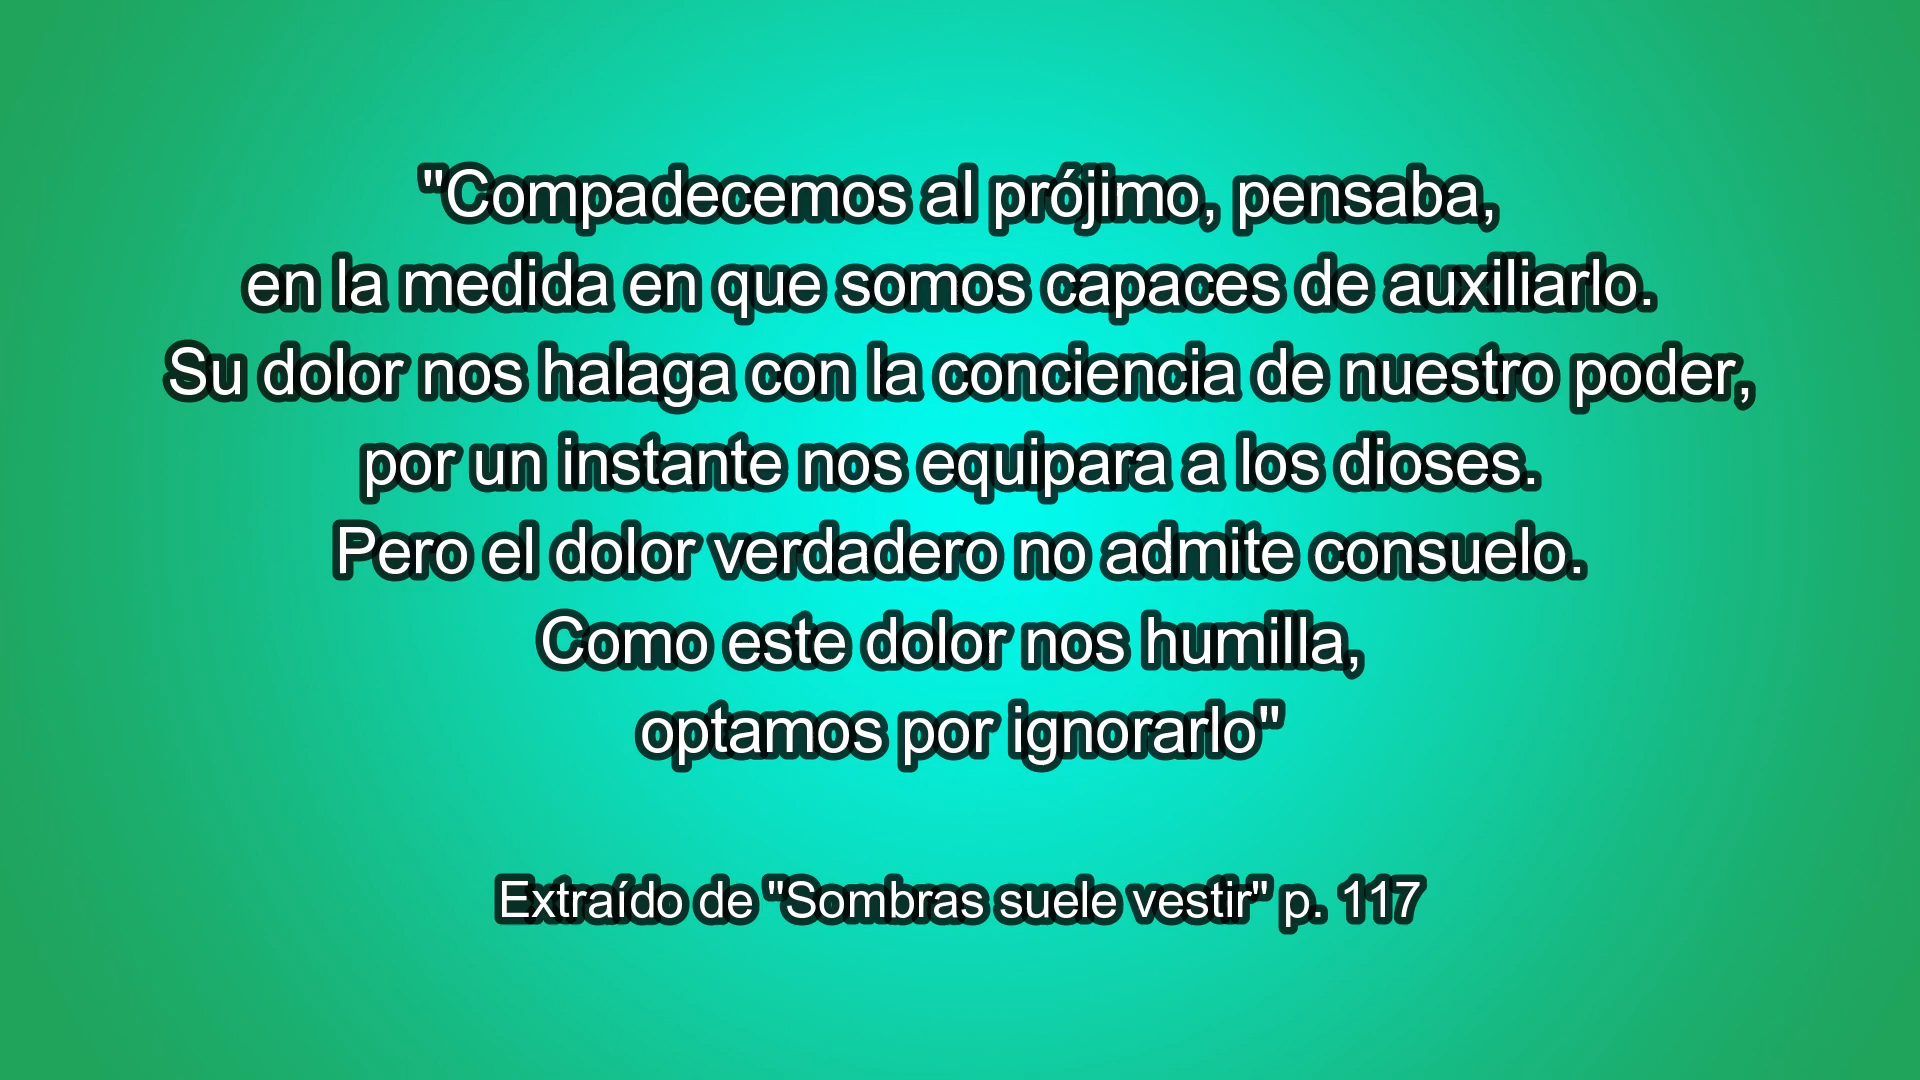 "Compadecemos al prójimo, pensaba,
en la medida en que somos capaces de auxiliarlo.
Su dolor nos halaga con la conciencia de nuestro poder,
por un instante nos equipara a los dioses.
Pero el dolor verdadero no admite consuelo.
Como este dolor nos humilla,
optamos por ignorarlo"
Extraído de "Sombras suele vestir" p. 117